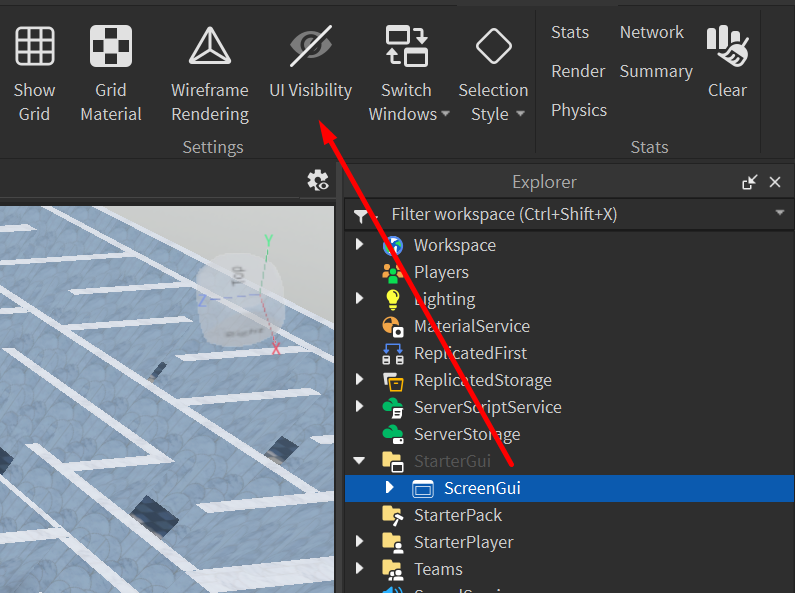 Show
Grid
Grid
Material
Wireframe
Rendering
UI Visibility
Switch
Windows
Selection
Style
Settings
Stats
Network
Render
Summary
Physics
Clear
Stats
Explorer
Filter workspace (Ctrl+Shift+X)
Workspace
Players
Lighting
MaterialService
ReplicatedFirst
ReplicatedStorage
ServerScriptService
ServerStorage
StarterGui
ScreenGui
StarterPack
StarterPlayer
Teams
Y
Top
Z
X